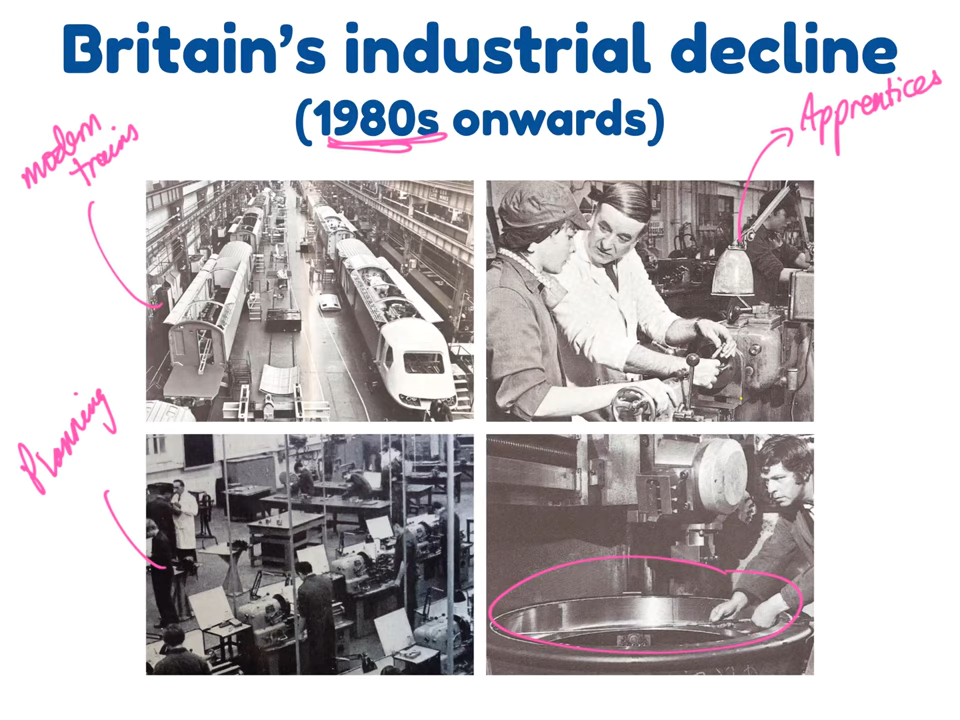 Britain's industrial decline
(1980s onwards)
modern
trains
Apprentices
Planning